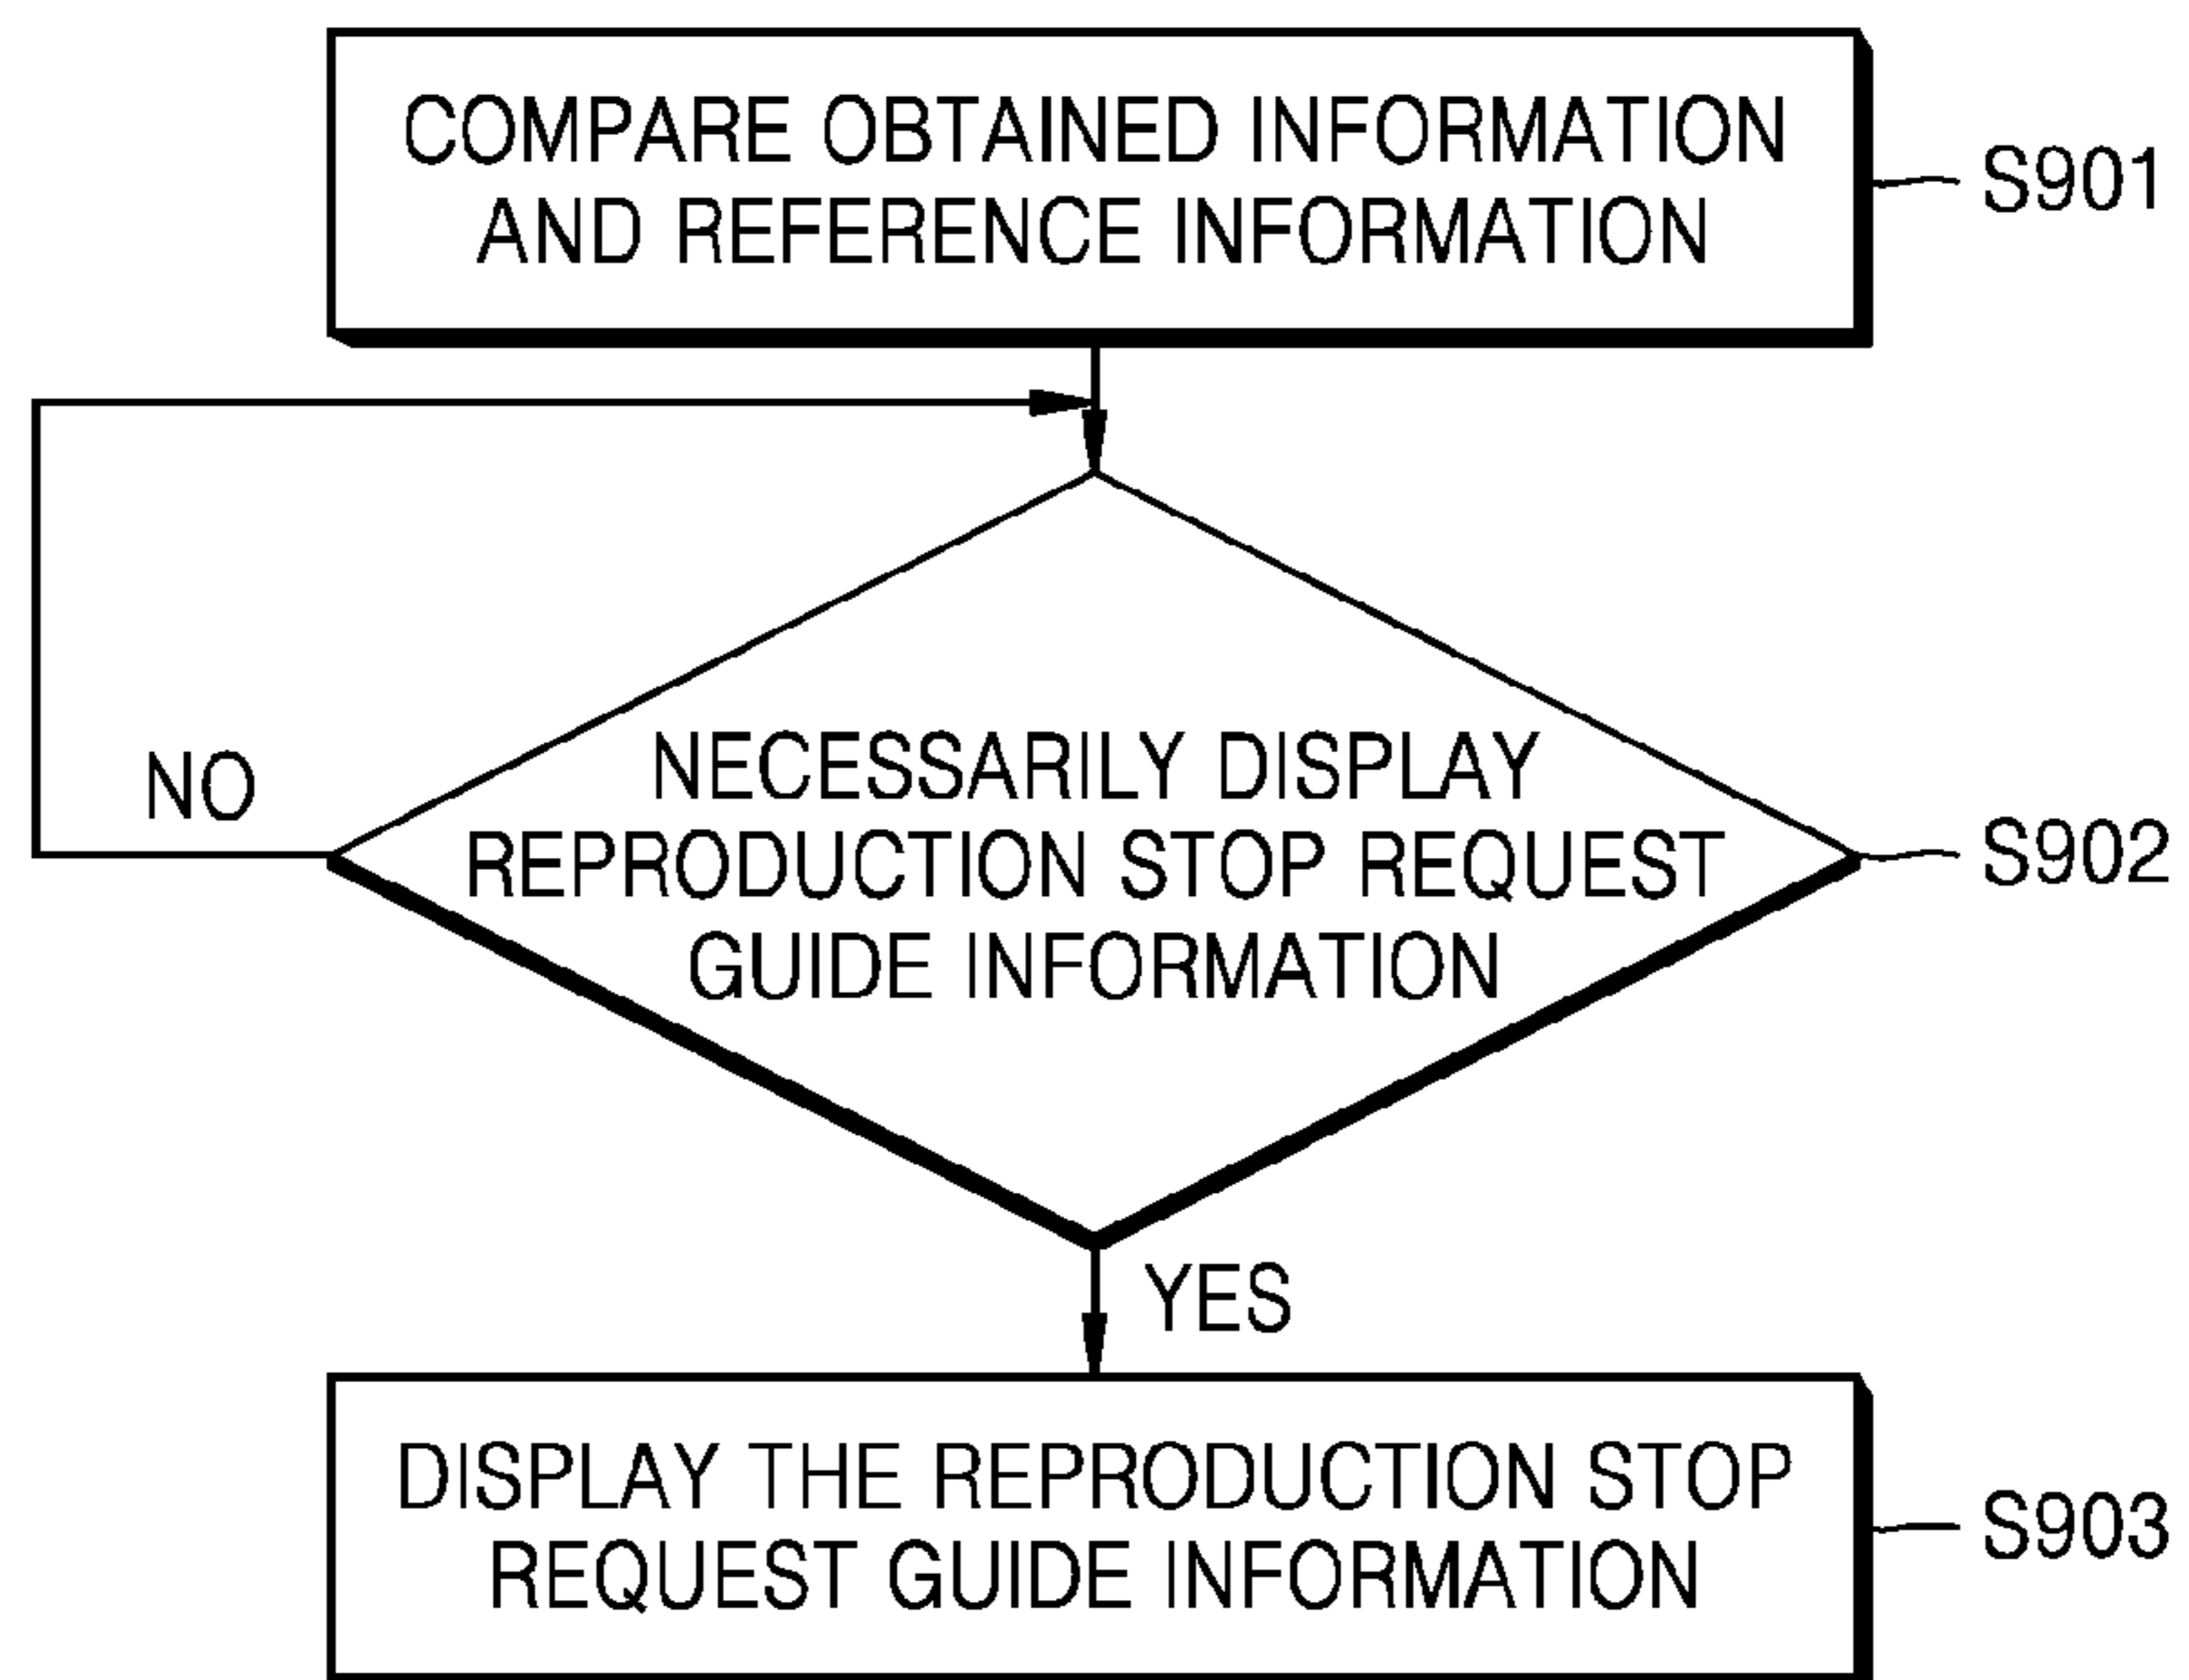 COMPARE OBTAINED INFORMATION
AND REFERENCE INFORMATION
S901
NO
NECESSARILY DISPLAY
REPRODUCTION STOP REQUEST
GUIDE INFORMATION
S902
YES
DISPLAY THE REPRODUCTION STOP
REQUEST GUIDE INFORMATION
S903